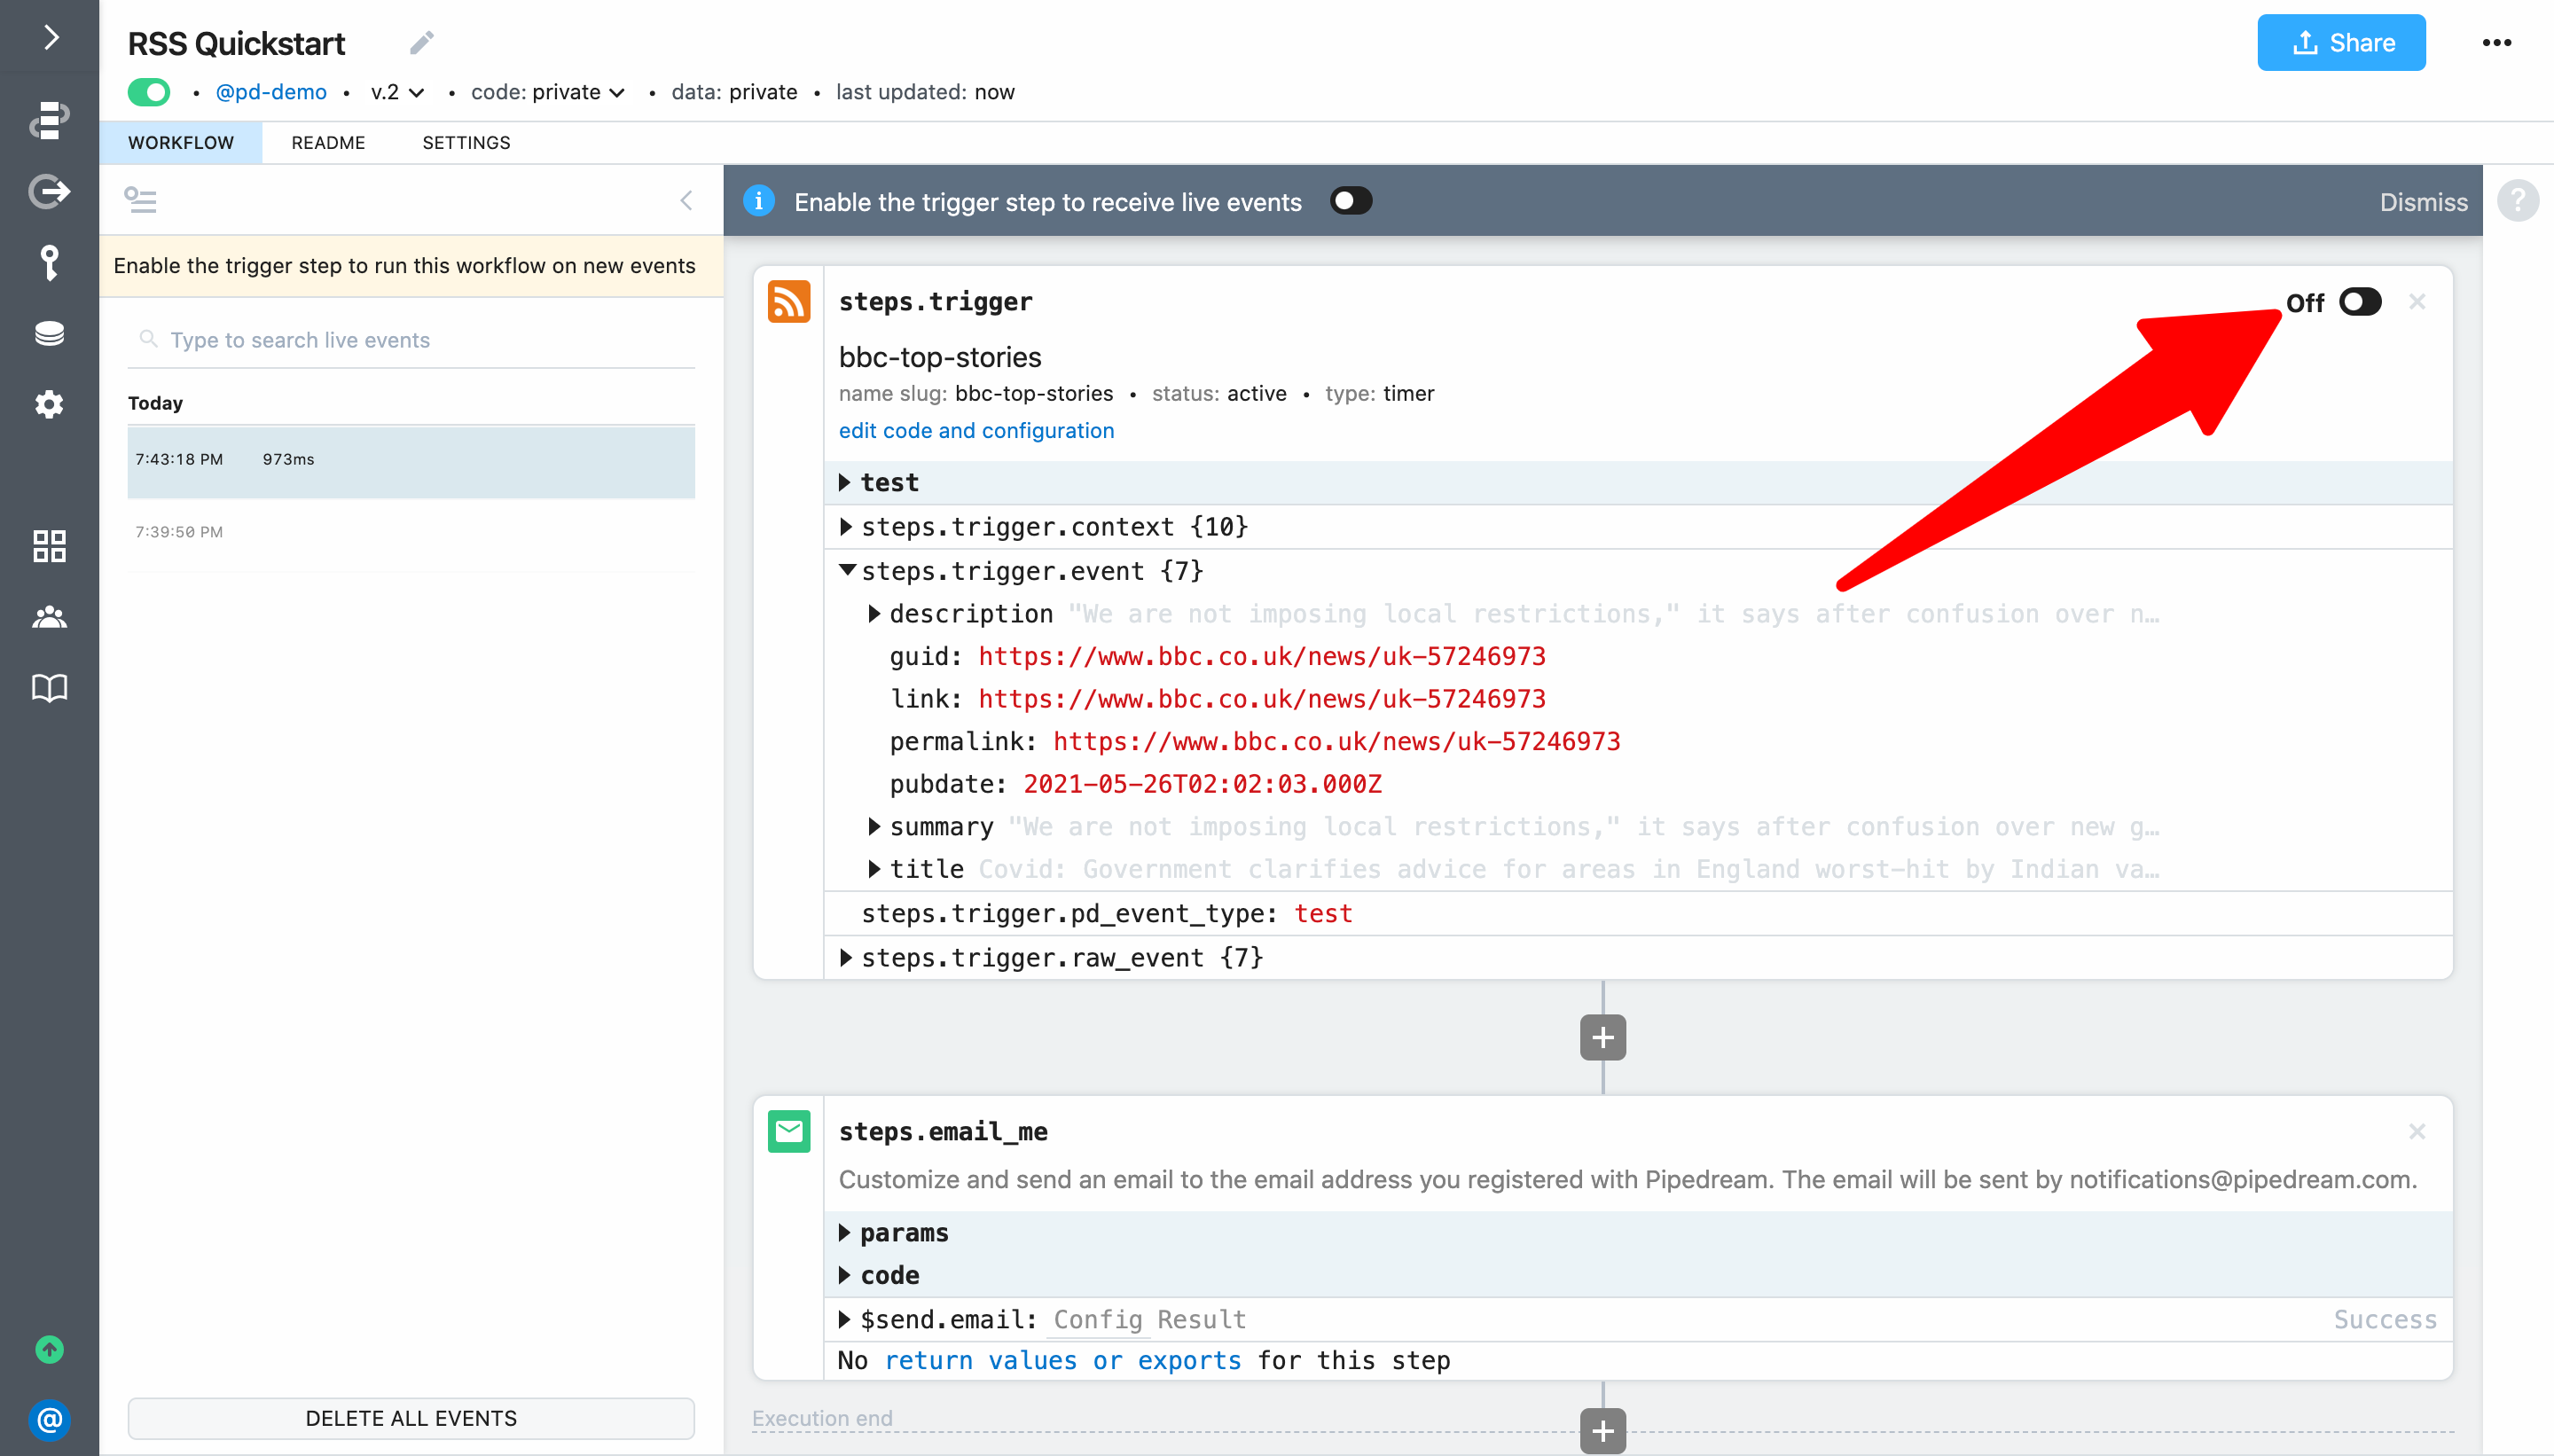 RSS Quickstart
Share
•••
• @pd-demo • v.2 • code: private • data: private • last updated: now
WORKFLOW README SETTINGS
Enable the trigger step to receive live events
Dismiss
?
Enable the trigger step to run this workflow on new events
Type to search live events
Today
7:43:18 PM 973ms
7:39:50 PM
DELETE ALL EVENTS
steps.trigger
Off
bbc-top-stories
name slug: bbc-top-stories • status: active • type: timer
edit code and configuration
test
steps.trigger.context {10}
steps.trigger.event {7}
description "We are not imposing local restrictions," it says after confusion over n…
guid: https://www.bbc.co.uk/news/uk-57246973
link: https://www.bbc.co.uk/news/uk-57246973
permalink: https://www.bbc.co.uk/news/uk-57246973
pubdate: 2021-05-26T02:02:03.000Z
summary "We are not imposing local restrictions," it says after confusion over new g…
title Covid: Government clarifies advice for areas in England worst-hit by Indian va…
steps.trigger.pd_event_type: test
steps.trigger.raw_event {7}
steps.email_me
Customize and send an email to the email address you registered with Pipedream. The email will be sent by notifications@pipedream.com.
params
code
$send.email: Config Result
Success
No return values or exports for this step
Execution end